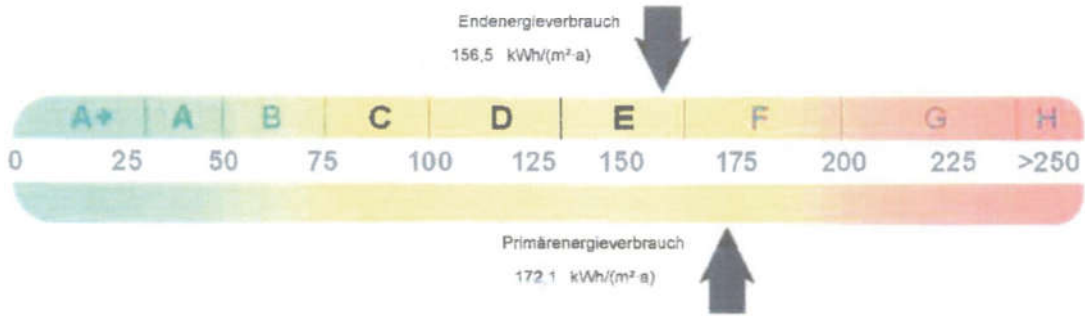 Endenergieverbrauch
156,5 kWh/(m²·a)
A+ A B C D E F G H
0 25 50 75 100 125 150 175 200 225 >250
Primärenergieverbrauch
172,1 kWh/(m²·a)